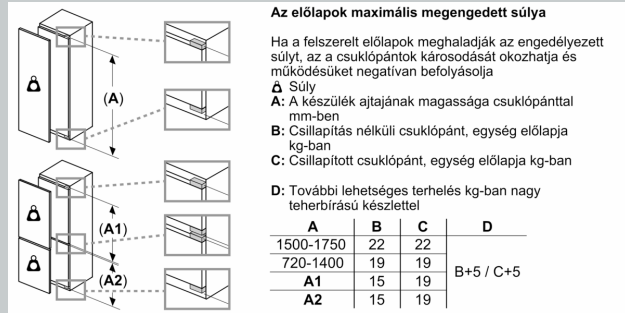 Az előlapok maximális megengedett súlya
Ha a felszerelt előlapok meghaladják az engedélyezett
súlyt, az a csuklópántok károsodását okozhatja és
működésüket negatívan befolyásolja
Súly
A: A készülék ajtajának magassága csuklópánttal
mm-ben
B: Csillapítás nélküli csuklópánt, egység előlapja
kg-ban
C: Csillapított csuklópánt, egység előlapja kg-ban
D: További lehetséges terhelés kg-ban nagy
teherbírású készlettel
A B C D
1500-1750 22 22
720-1400 19 19
B+5 / C+5
A1 15 19
A2 15 19
(A)
(A1)
(A2)